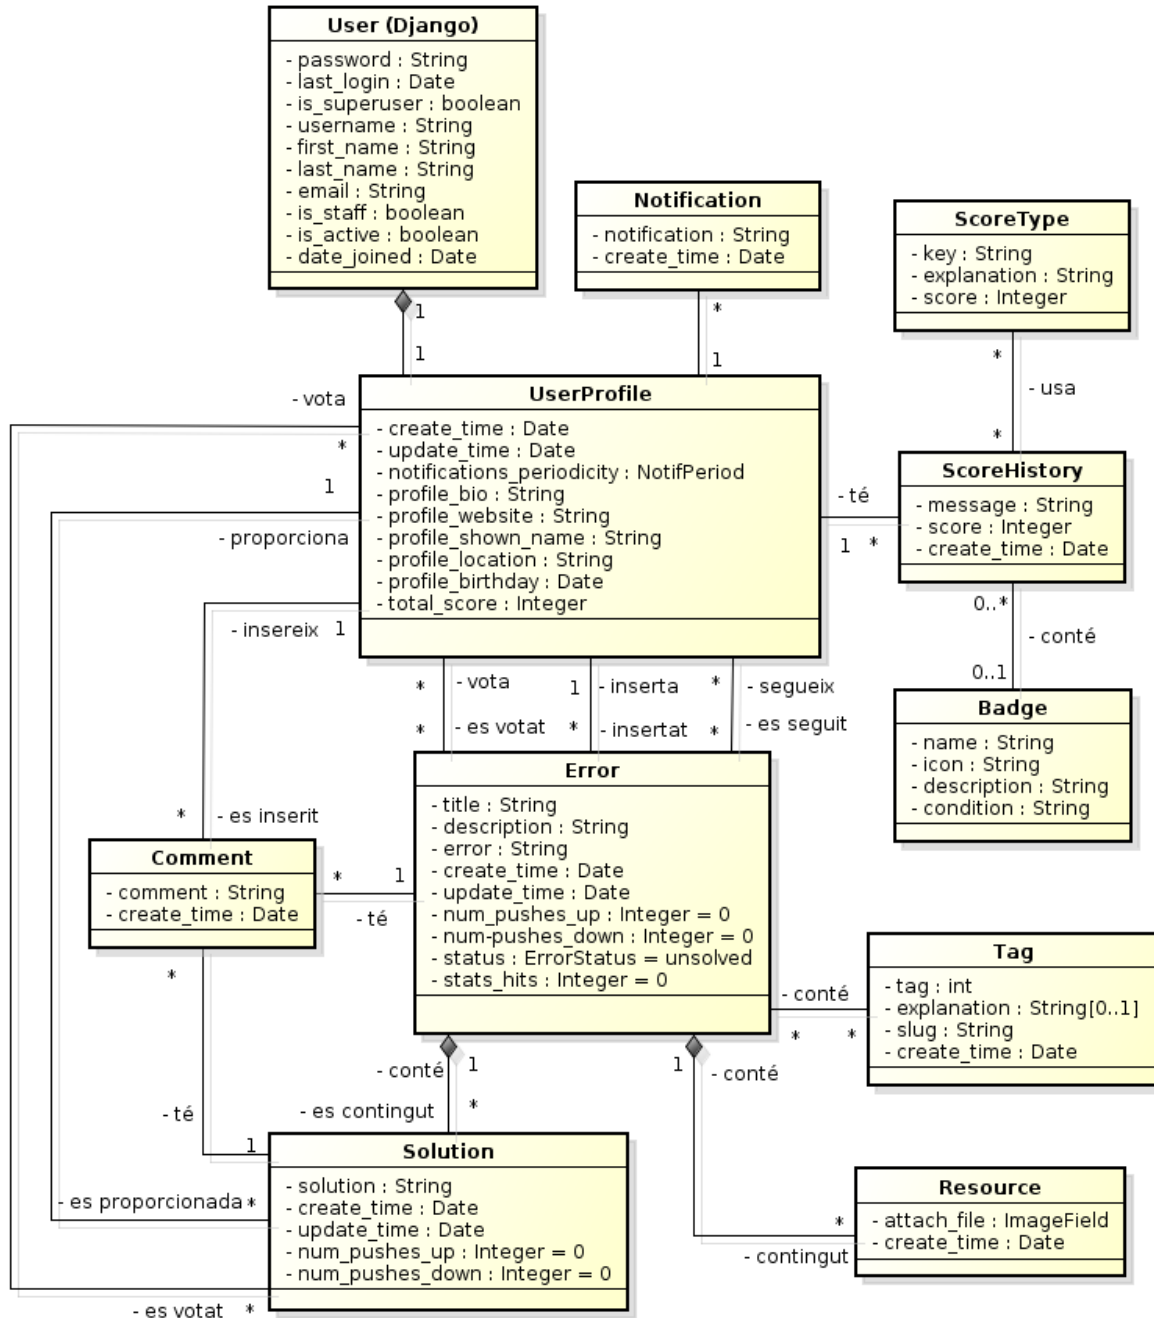 User (Django)
- password : String
- last_login : Date
- is_superuser : boolean
- username : String
- first_name : String
- last_name : String
- email : String
- is_staff : boolean
- is_active : boolean
- date_joined : Date
Notification
- notification : String
- create_time : Date
ScoreType
- key : String
- explanation : String
- score : Integer
1
1
*
1
*
- usa
*
UserProfile
- create_time : Date
- update_time : Date
- notifications_periodicity : NotifPeriod
- profile_bio : String
- profile_website : String
- profile_shown_name : String
- profile_location : String
- profile_birthday : Date
- total_score : Integer
- vota
*
1
- proporciona
- insereix 1
- té
1 *
ScoreHistory
- message : String
- score : Integer
- create_time : Date
0..*
- conté
0..1
Badge
- name : String
- icon : String
- description : String
- condition : String
* - vota
* - es votat
1 - inserta
* - insertat
* - segueix
* - es seguit
Error
- title : String
- description : String
- error : String
- create_time : Date
- update_time : Date
- num_pushes_up : Integer = 0
- num-pushes_down : Integer = 0
- status : ErrorStatus = unsolved
- stats_hits : Integer = 0
* - es inserit
Comment
- comment : String
- create_time : Date
* 1
- té
*
- té
1
- conté
* *
Tag
- tag : int
- explanation : String[0..1]
- slug : String
- create_time : Date
- conté 1
- es contingut *
1 - conté
*
- contingut
Solution
- solution : String
- create_time : Date
- update_time : Date
- num_pushes_up : Integer = 0
- num_pushes_down : Integer = 0
- es proporcionada *
- es votat *
Resource
- attach_file : ImageField
- create_time : Date